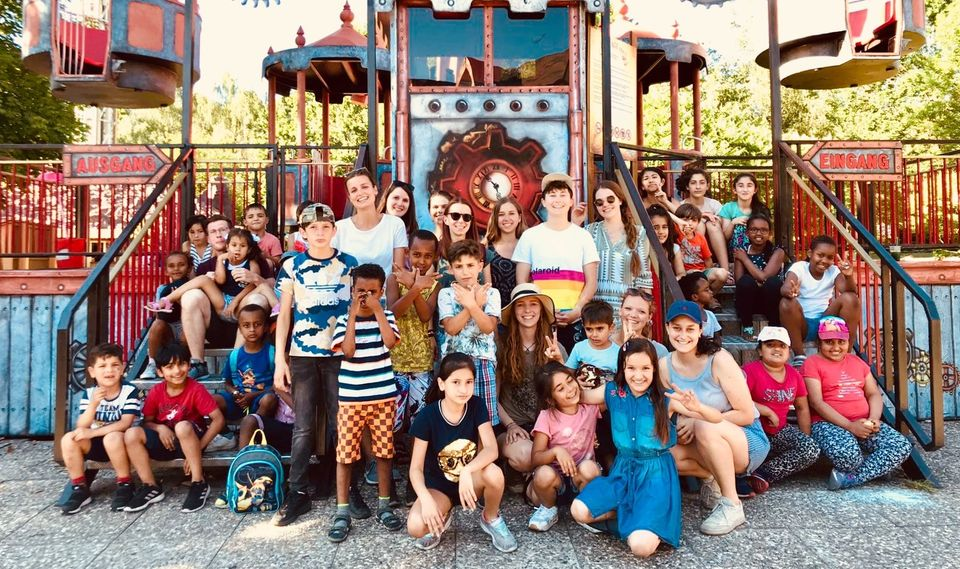 AUSGANG
EINGANG
adidas
Polaroid